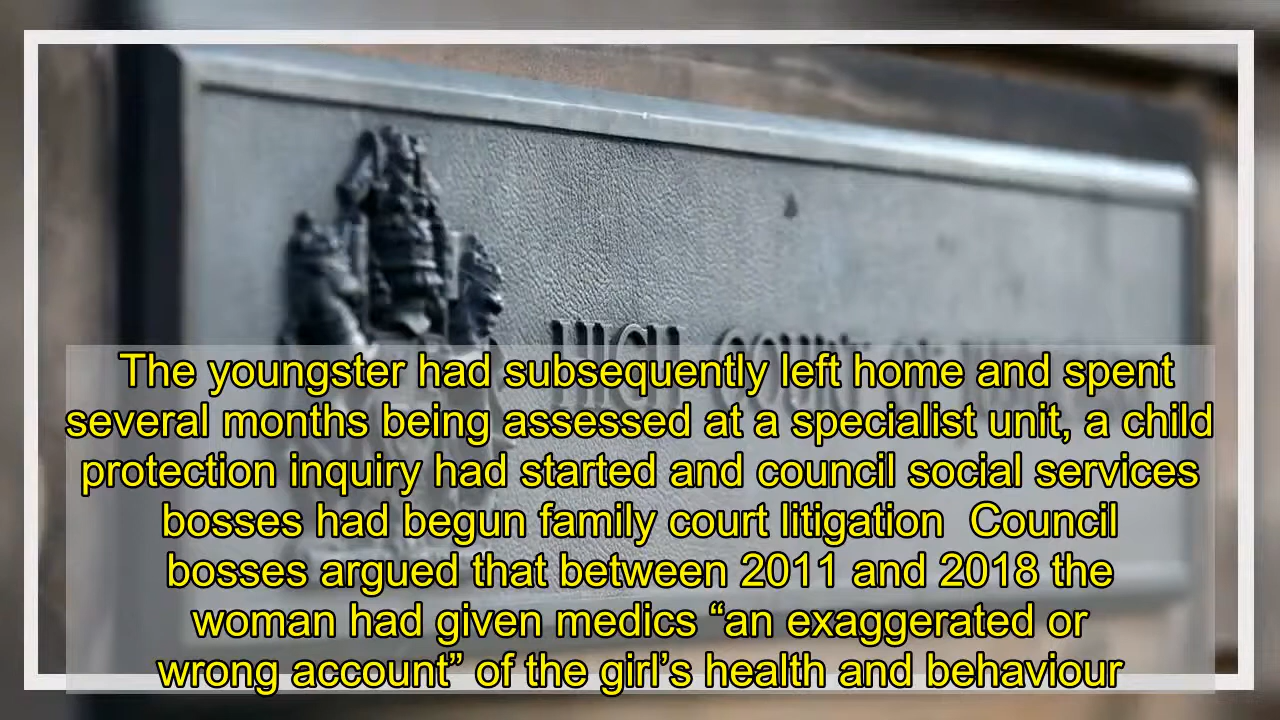 HIGH COURT
The youngster had subsequently left home and spent
several months being assessed at a specialist unit, a child
protection inquiry had started and council social services
bosses had begun family court litigation  Council
bosses argued that between 2011 and 2018 the
woman had given medics “an exaggerated or
wrong account” of the girl’s health and behaviour